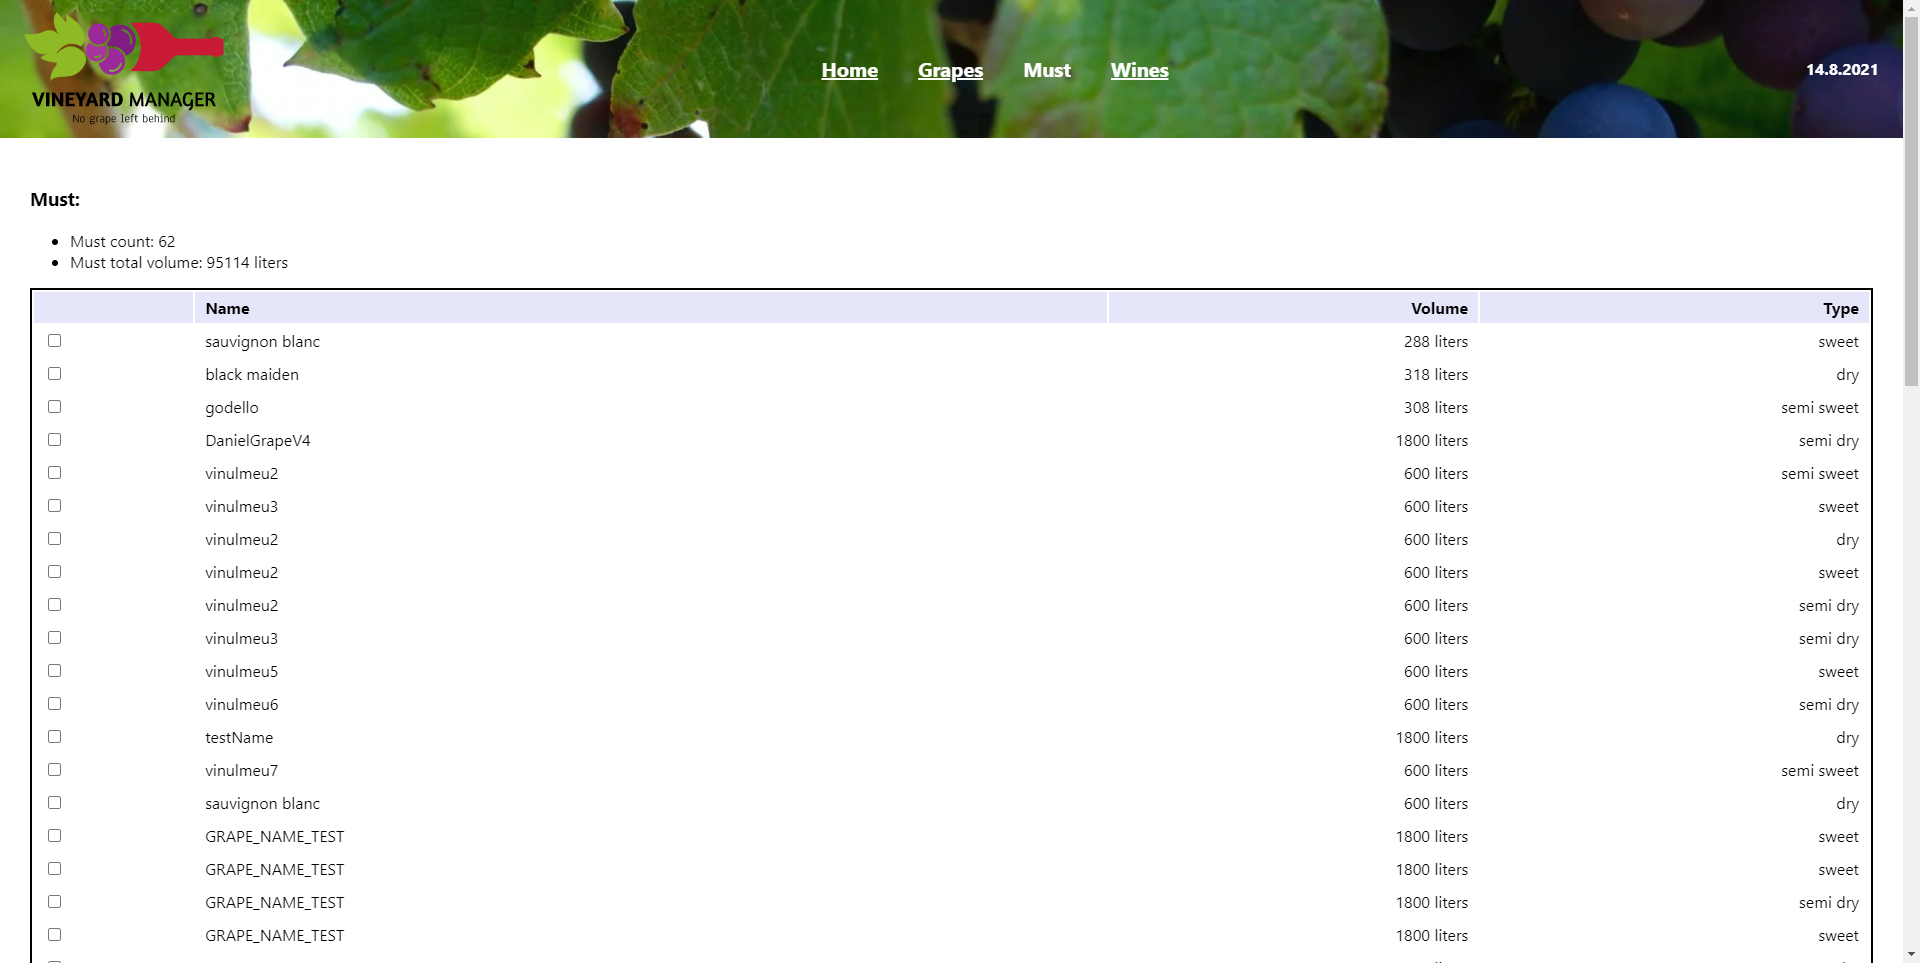 VINEYARD MANAGER
No grape left behind
Home Grapes Must Wines
14.8.2021
Must:
Must count: 62
Must total volume: 95114 liters
Name Volume Type
sauvignon blanc 288 liters sweet
black maiden 318 liters dry
godello 308 liters semi sweet
DanielGrapeV4 1800 liters semi dry
vinulmeu2 600 liters semi sweet
vinulmeu3 600 liters sweet
vinulmeu2 600 liters dry
vinulmeu2 600 liters sweet
vinulmeu2 600 liters semi dry
vinulmeu3 600 liters semi dry
vinulmeu5 600 liters sweet
vinulmeu6 600 liters semi dry
testName 1800 liters dry
vinulmeu7 600 liters semi sweet
sauvignon blanc 600 liters dry
GRAPE_NAME_TEST 1800 liters sweet
GRAPE_NAME_TEST 1800 liters sweet
GRAPE_NAME_TEST 1800 liters semi dry
GRAPE_NAME_TEST 1800 liters sweet